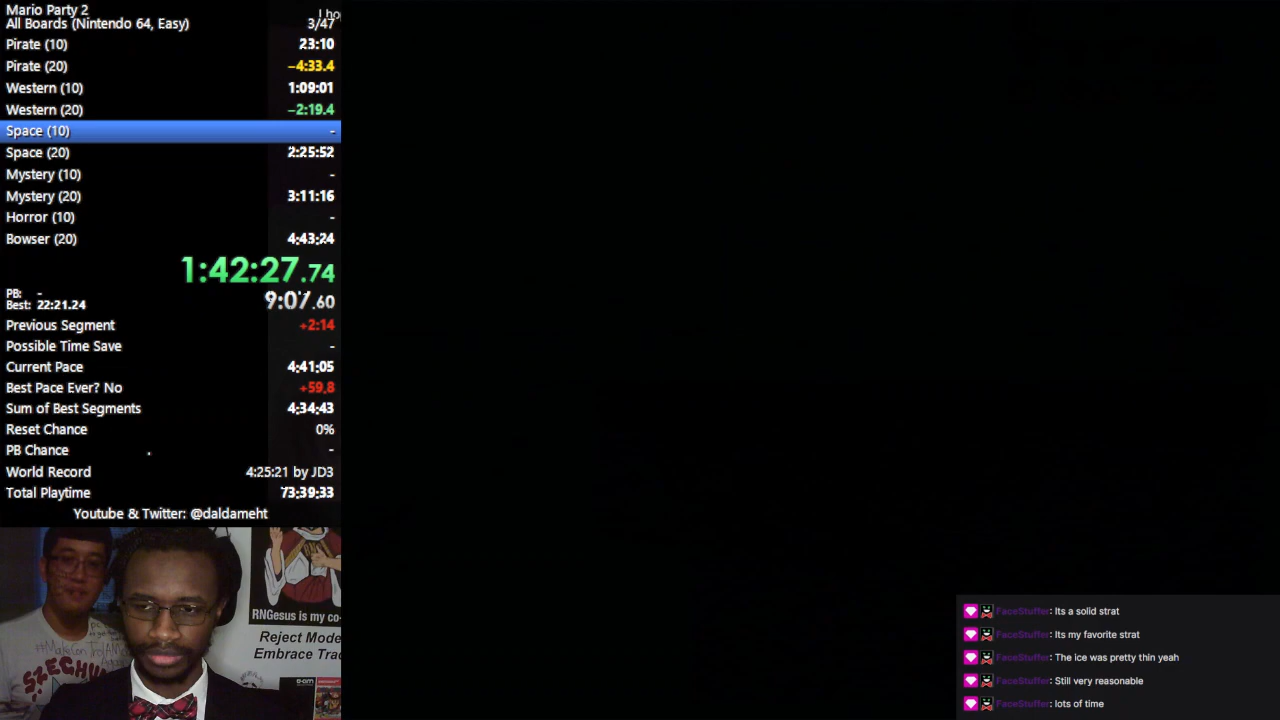 Mario Party 2
I hop
All Boards (Nintendo 64, Easy) 3/47
Pirate (10) 23:10
Pirate (20) −4:33.4
Western (10) 1:09:01
Western (20) −2:19.4
Space (10) -
Space (20) 2:25:52
Mystery (10) -
Mystery (20) 3:11:16
Horror (10) -
Bowser (20) 4:43:24
1:42:27.74
PB: -
Best: 22:21.24 9:07.60
Previous Segment +2:14
Possible Time Save -
Current Pace 4:41:05
Best Pace Ever? No +59.8
Sum of Best Segments 4:34:43
Reset Chance 0%
PB Chance -
World Record 4:25:21 by JD3
Total Playtime 73:39:33
Youtube & Twitter: @daldameht
RNGesus is my co-
Reject Mode
Embrace Tra
FaceStuffer: Its a solid strat
FaceStuffer: Its my favorite strat
FaceStuffer: The ice was pretty thin yeah
FaceStuffer: Still very reasonable
FaceStuffer: lots of time